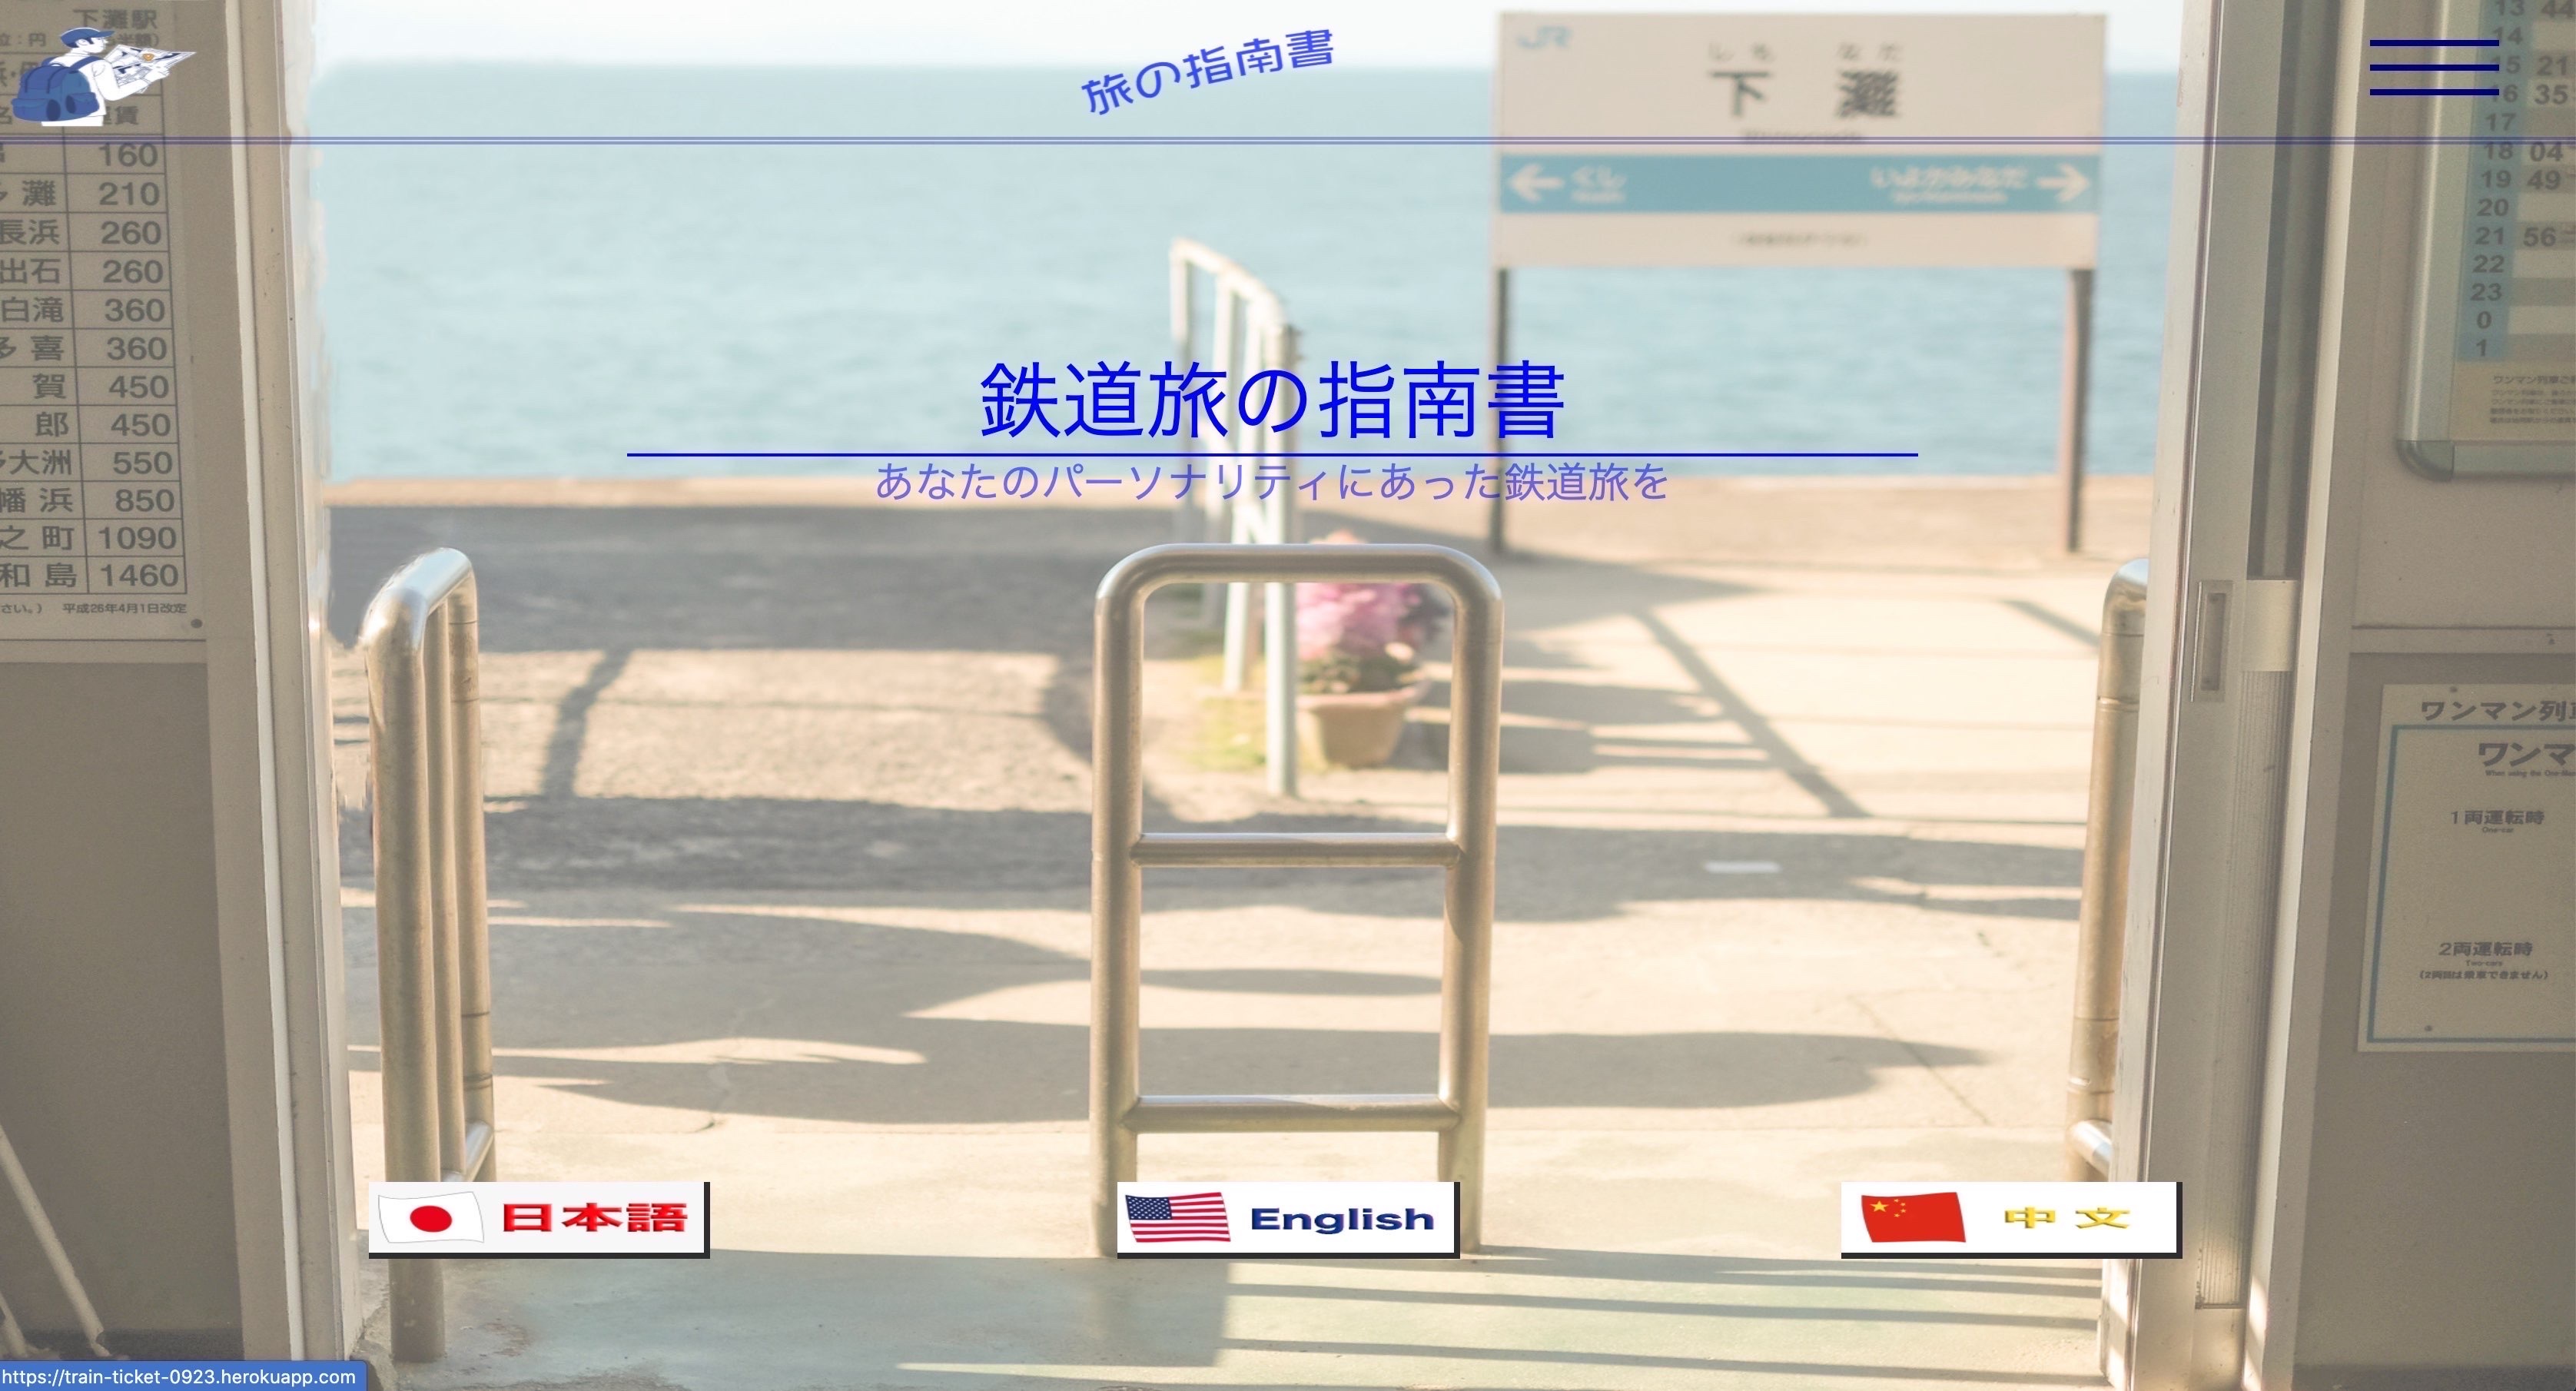 旅の指南書
下灘駅
160
灘 210
長浜 260
出石 260
白滝 360
喜 360
賀 450
郎 450
大洲 550
幡 浜 850
之 町 1090
和 島 1460
さい。） 平成26年4月1日改定
JR
しもなだ
下灘
くし
いよかみなだ
鉄道旅の指南書
あなたのパーソナリティにあった鉄道旅を
13 44
14
15 21
16 35
17
18 04
19 49
20
21 56
22
23
0
1
ワンマン列
ワンマ
1両運転時
One-car
2両運転時
Two-cars
日本語
English
中文
https://train-ticket-0923.herokuapp.com